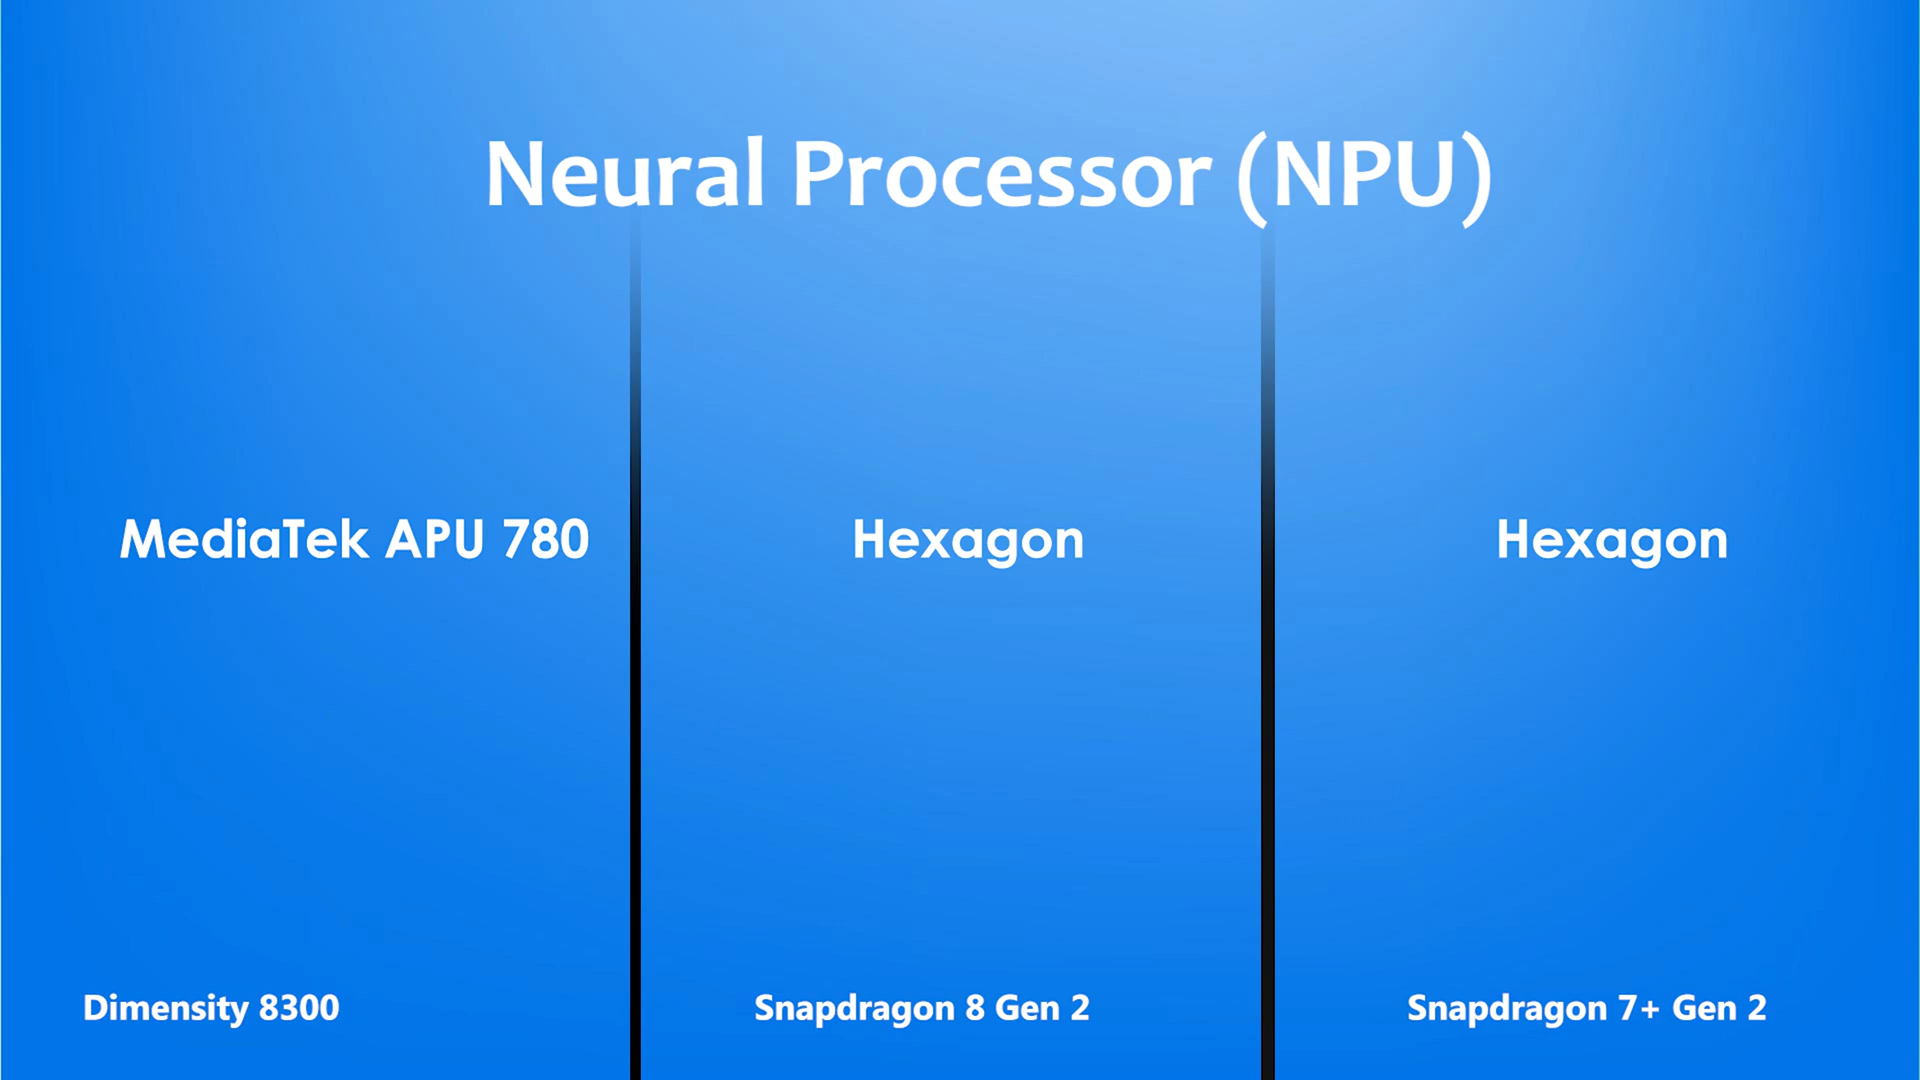 Neural Processor (NPU)
MediaTek APU 780
Hexagon
Hexagon
Dimensity 8300
Snapdragon 8 Gen 2
Snapdragon 7+ Gen 2